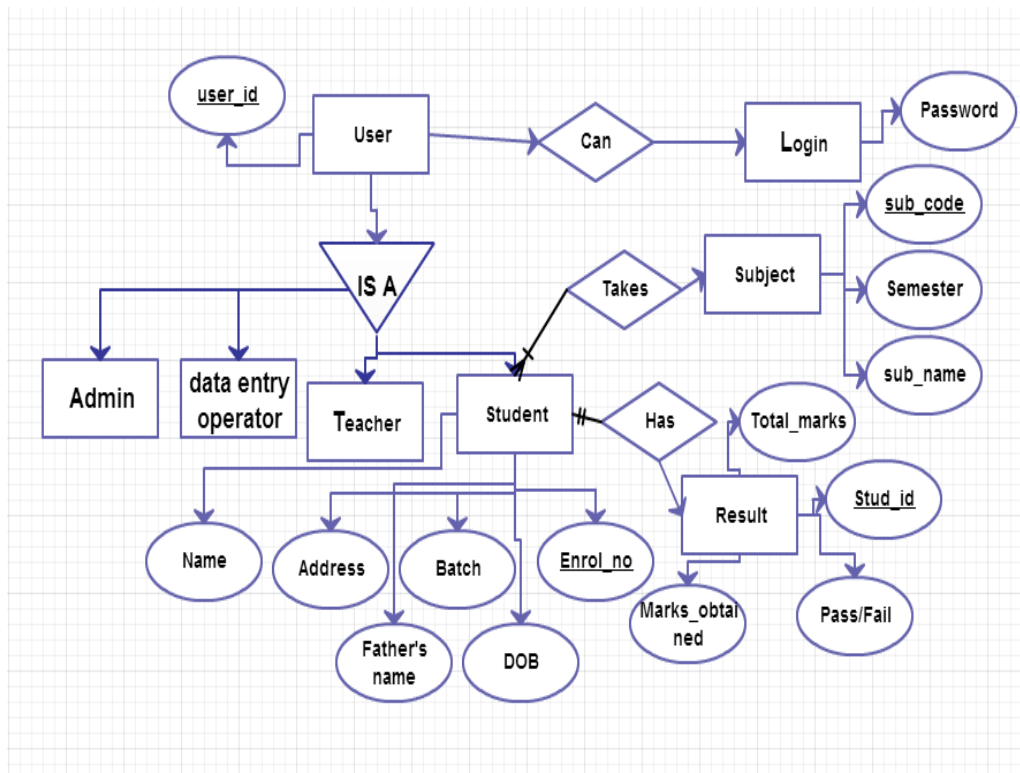 user_id
User
Can
Login
Password
sub_code
Subject
Takes
Semester
IS A
sub_name
Admin
data entry
operator
Teacher
Student
Has
Total_marks
Result
Stud_id
Name
Address
Batch
Enrol_no
Marks_obtai
ned
Pass/Fail
Father's
name
DOB